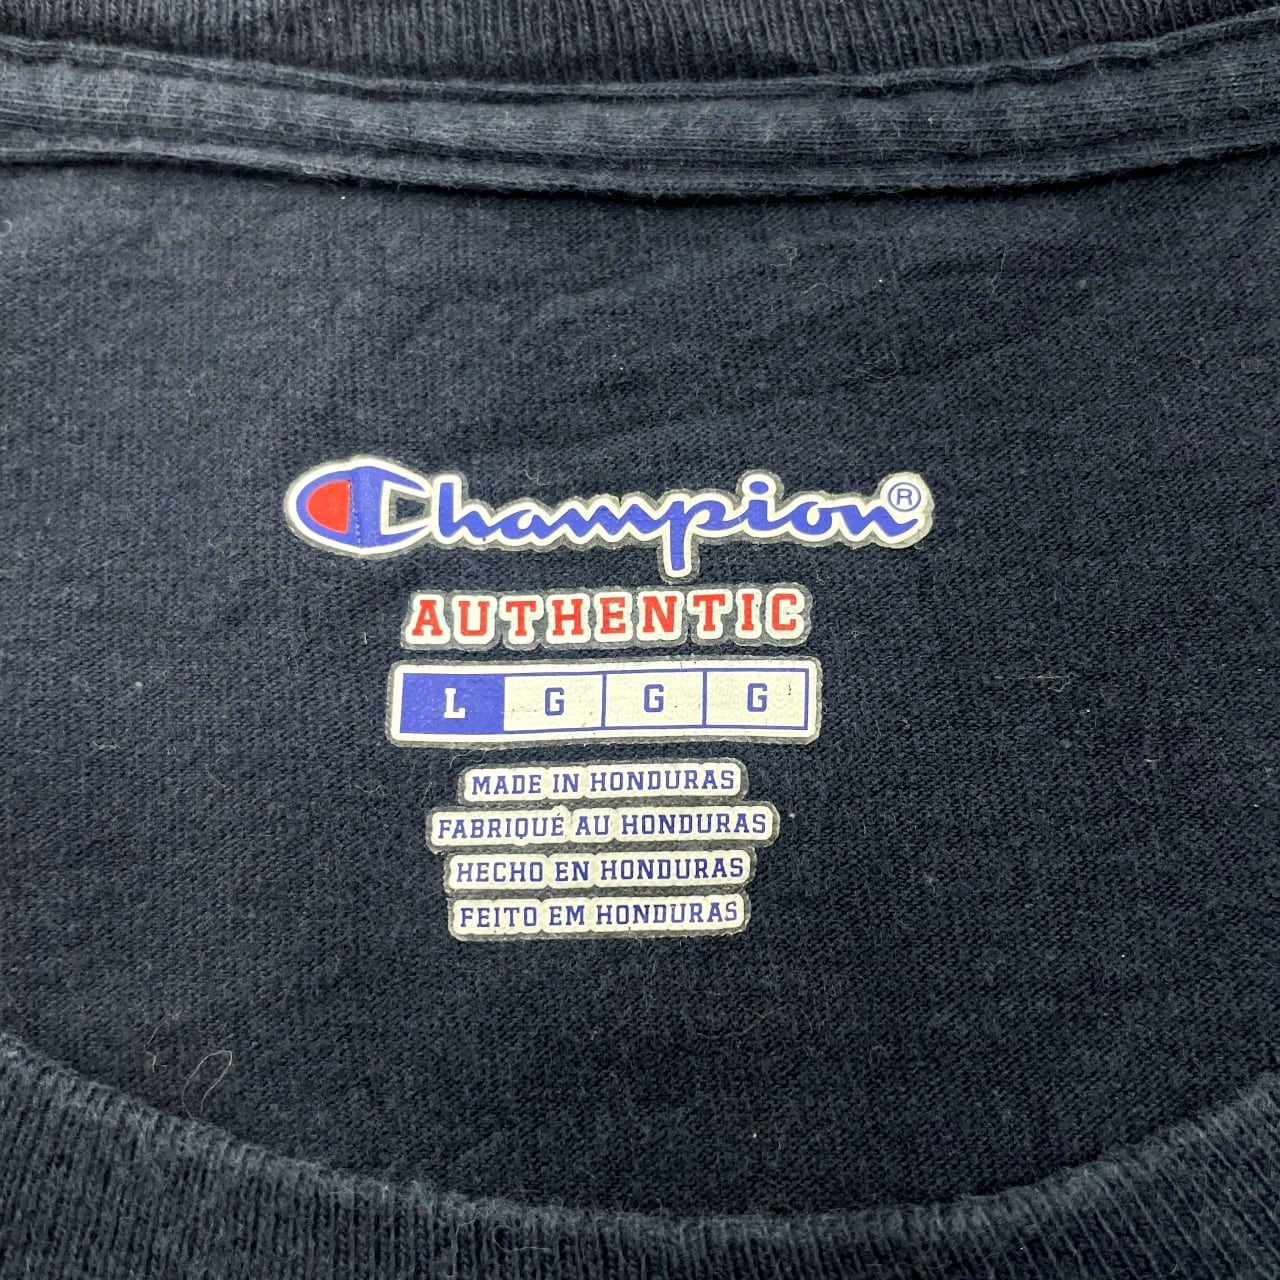 Champion®
AUTHENTIC
L G G G
MADE IN HONDURAS
FABRIQUÉ AU HONDURAS
HECHO EN HONDURAS
FEITO EM HONDURAS